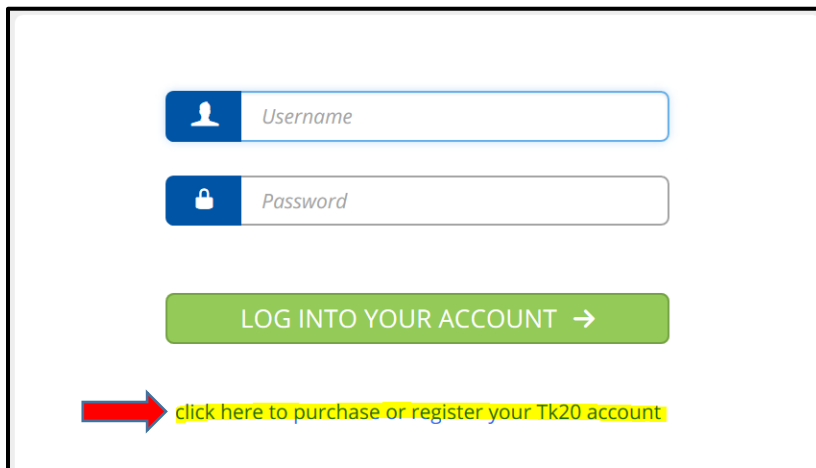 Username
Password
LOG INTO YOUR ACCOUNT →
click here to purchase or register your Tk20 account